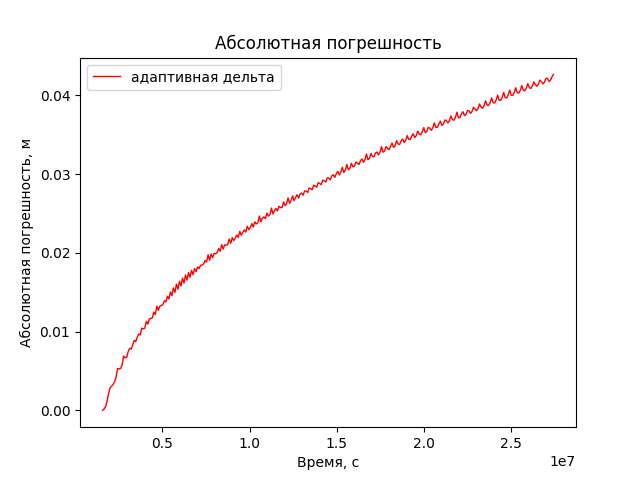 Абсолютная погрешность
адаптивная дельта
Абсолютная погрешность, м
0.04
0.03
0.02
0.01
0.00
0.5
1.0
1.5
2.0
2.5
1e7
Время, с